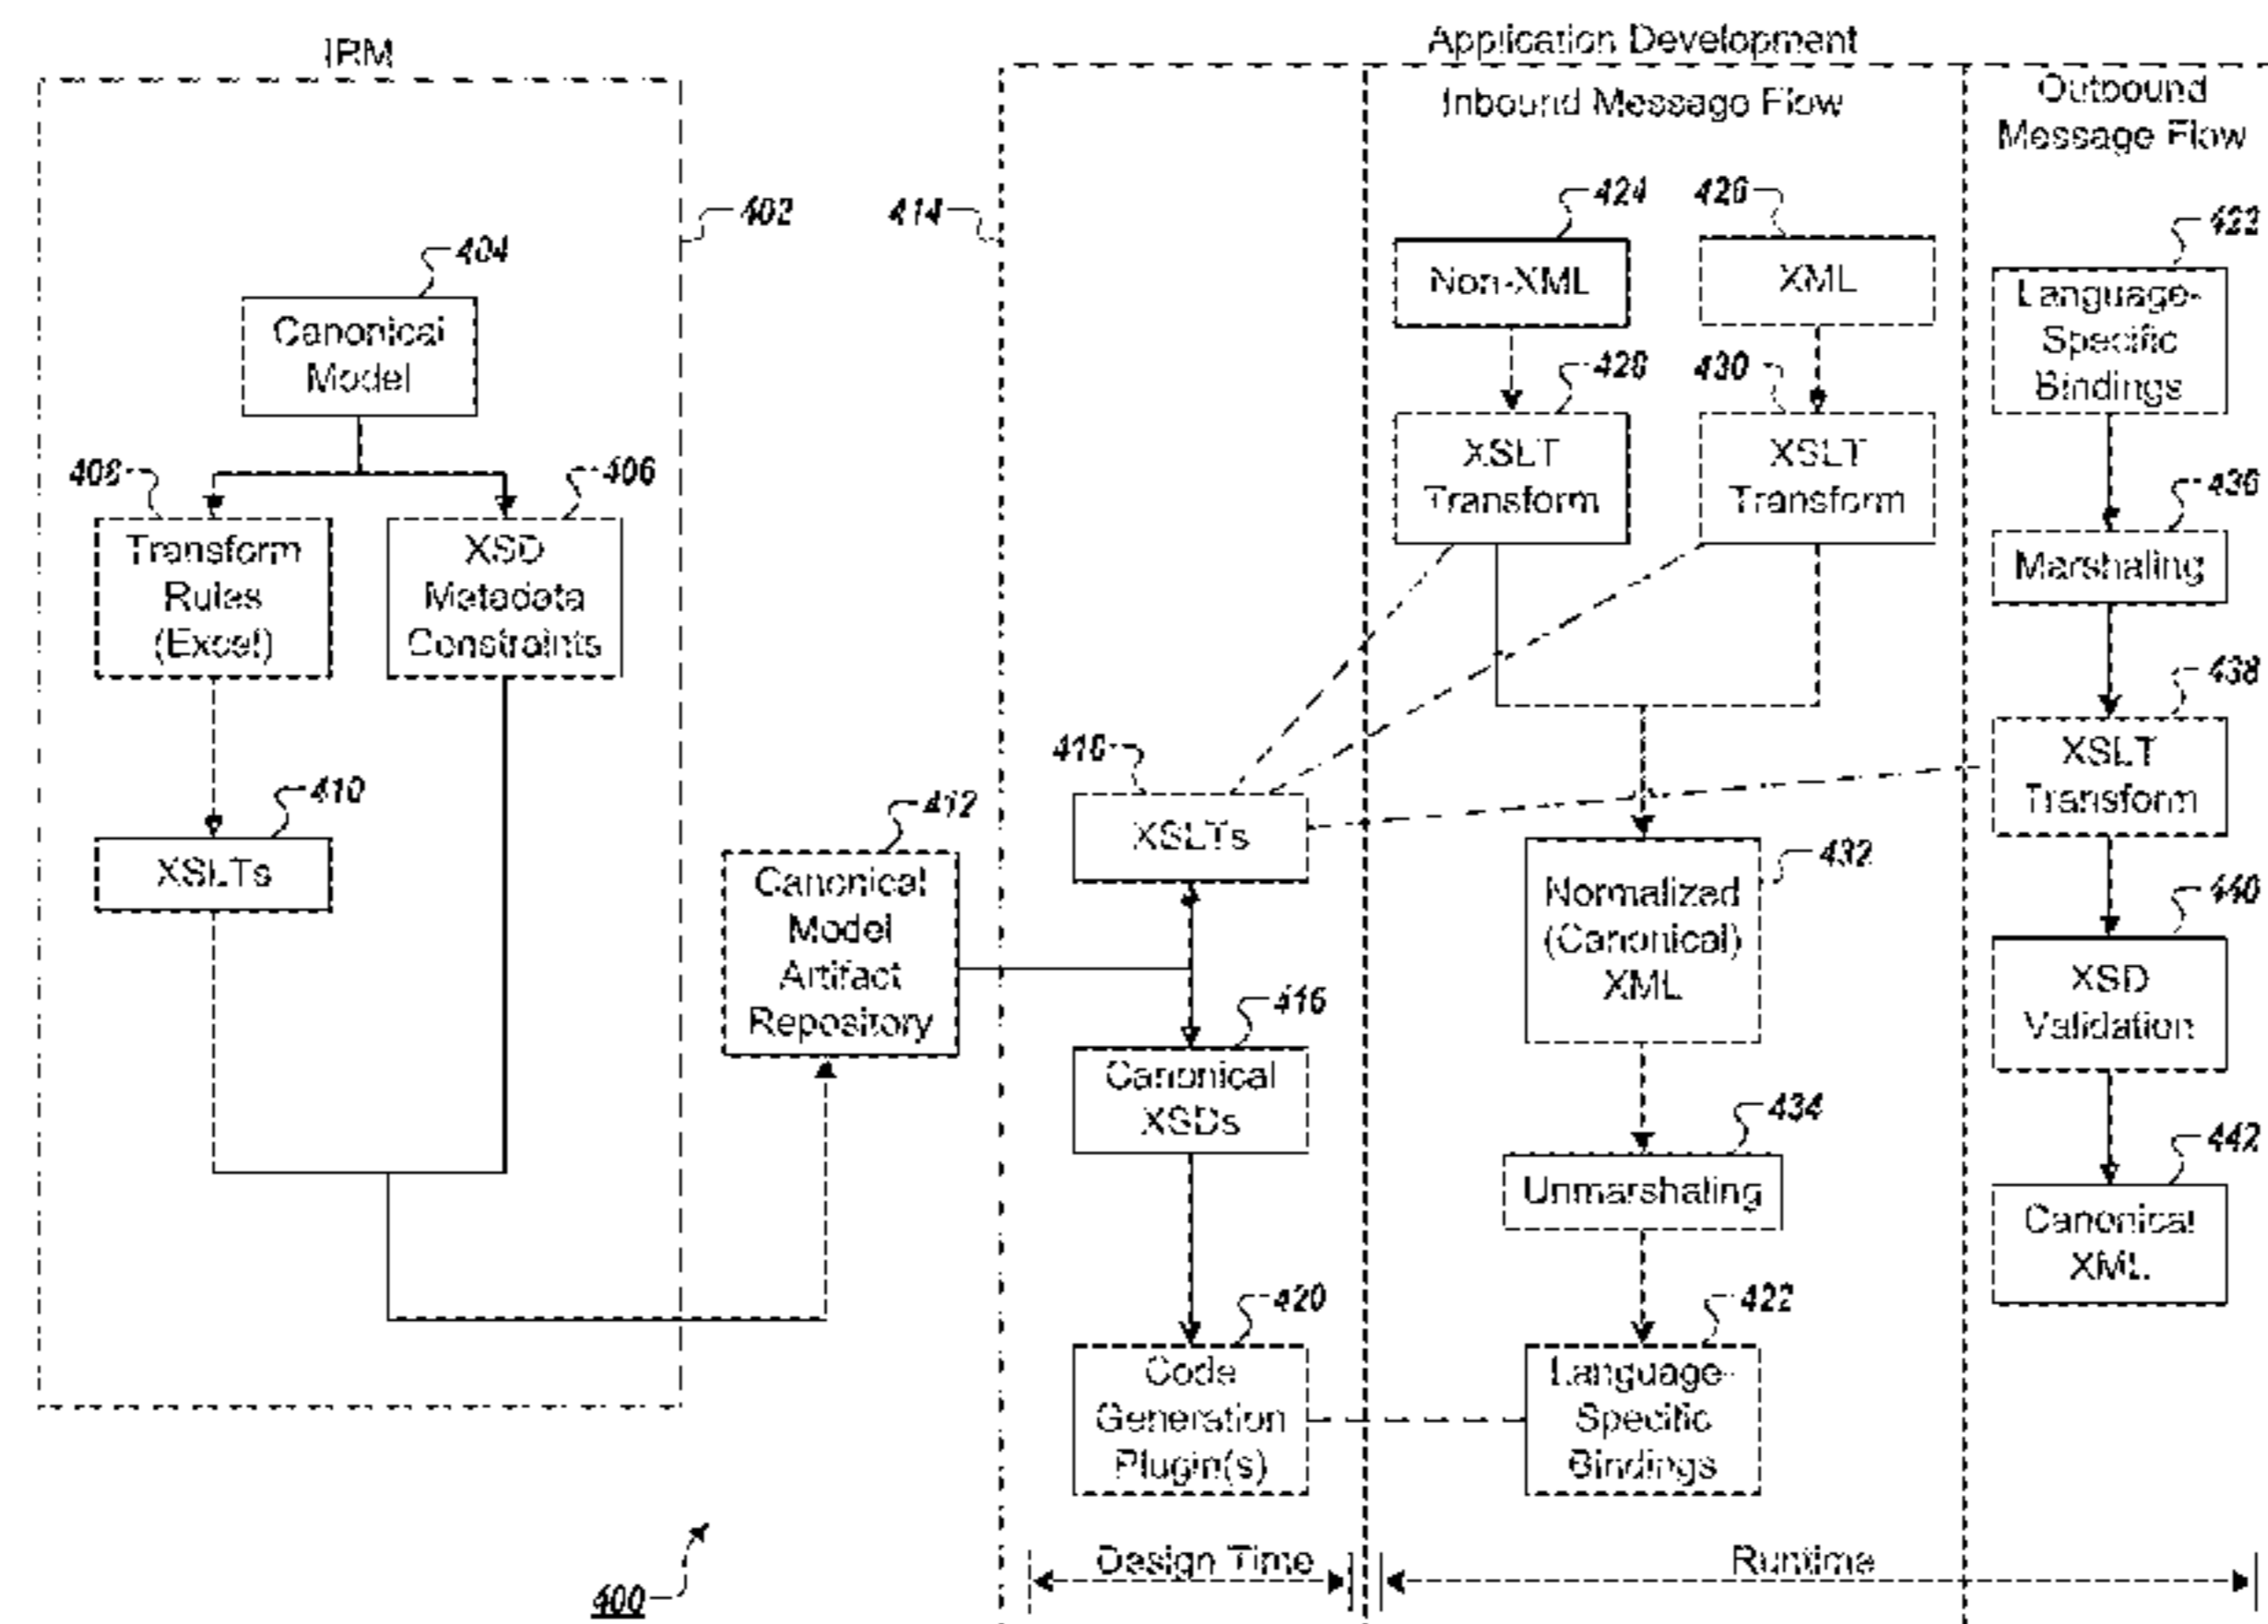 IRM
402
404
Canonical
Model
408
406
Transform
Rules
(Excel)
XSD
Metadata
Constraints
410
XSLTs
412
Canonical
Model
Artifact
Repository
400
Application Development
414
418
XSLTs
416
Canonical
XSDs
420
Code
Generation
Plugin(s)
Design Time
Inbound Message Flow
424
426
Non-XML
XML
428
430
XSLT
Transform
XSLT
Transform
432
Normalized
(Canonical)
XML
434
Unmarshaling
422
Language-
Specific
Bindings
Runtime
Outbound
Message Flow
422
Language-
Specific
Bindings
436
Marshaling
438
XSLT
Transform
440
XSD
Validation
442
Canonical
XML